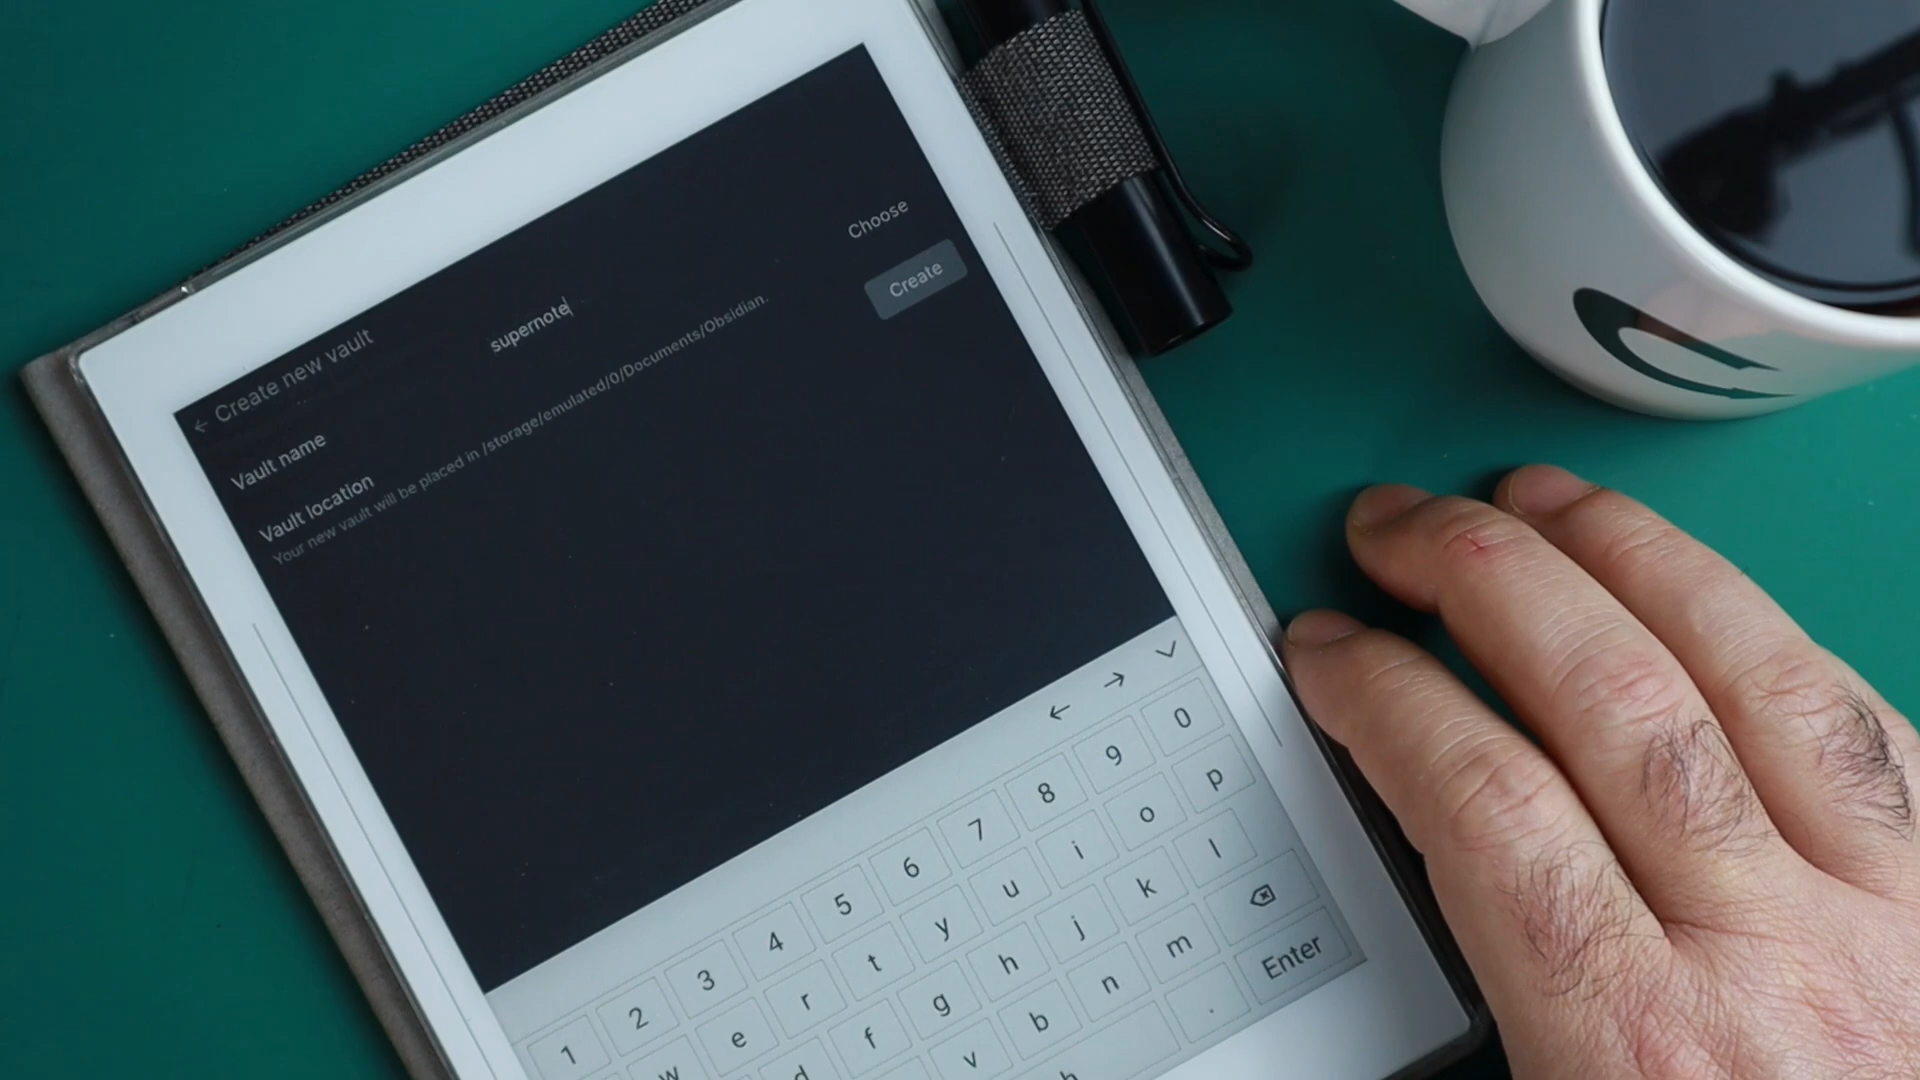 ← Create new vault
Vault name
supernote
Vault location
Your new vault will be placed in /storage/emulated/0/Documents/Obsidian.
Choose
Create
← →
1 2 3 4 5 6 7 8 9 0
w e r t y u i o p
d f g h j k l
v b n m
. Enter